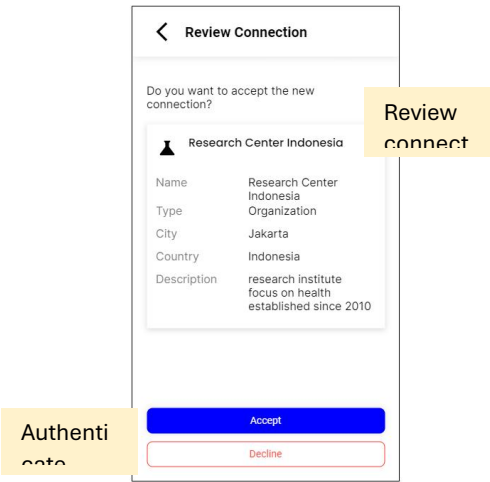 Review Connection
Do you want to accept the new
connection?
Review
connect
Research Center Indonesia
Name Research Center
Indonesia
Type Organization
City Jakarta
Country Indonesia
Description research institute
focus on health
established since 2010
Accept
Authenti
cate
Decline